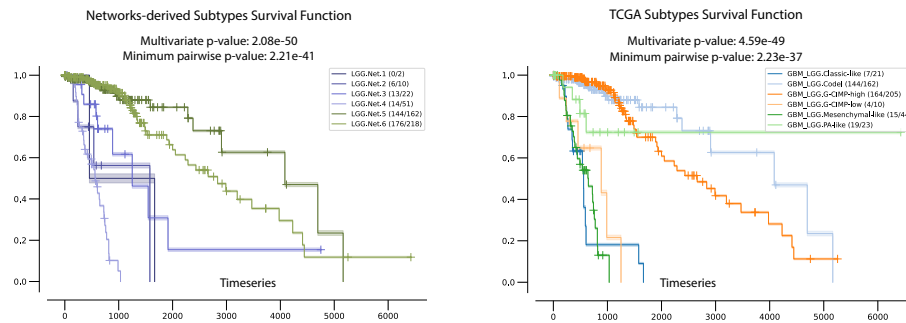 Networks-derived Subtypes Survival Function
Multivariate p-value: 2.08e-50
Minimum pairwise p-value: 2.21e-41
LGG.Net.1 (0/2)
LGG.Net.2 (6/10)
LGG.Net.3 (13/22)
LGG.Net.4 (14/51)
LGG.Net.5 (144/162)
LGG.Net.6 (176/218)
1.0
0.8
0.6
0.4
0.2
0.0
Timeseries
0 1000 2000 3000 4000 5000 6000
TCGA Subtypes Survival Function
Multivariate p-value: 4.59e-49
Minimum pairwise p-value: 2.23e-37
GBM_LGG.Classic-like (7/21)
GBM_LGG.Codel (144/162)
GBM_LGG.G-CIMP-high (164/205)
GBM_LGG.G-CIMP-low (4/10)
GBM_LGG.Mesenchymal-like (15/44
GBM_LGG.PA-like (19/23)
1.0
0.8
0.6
0.4
0.2
0.0
Timeseries
0 1000 2000 3000 4000 5000 6000